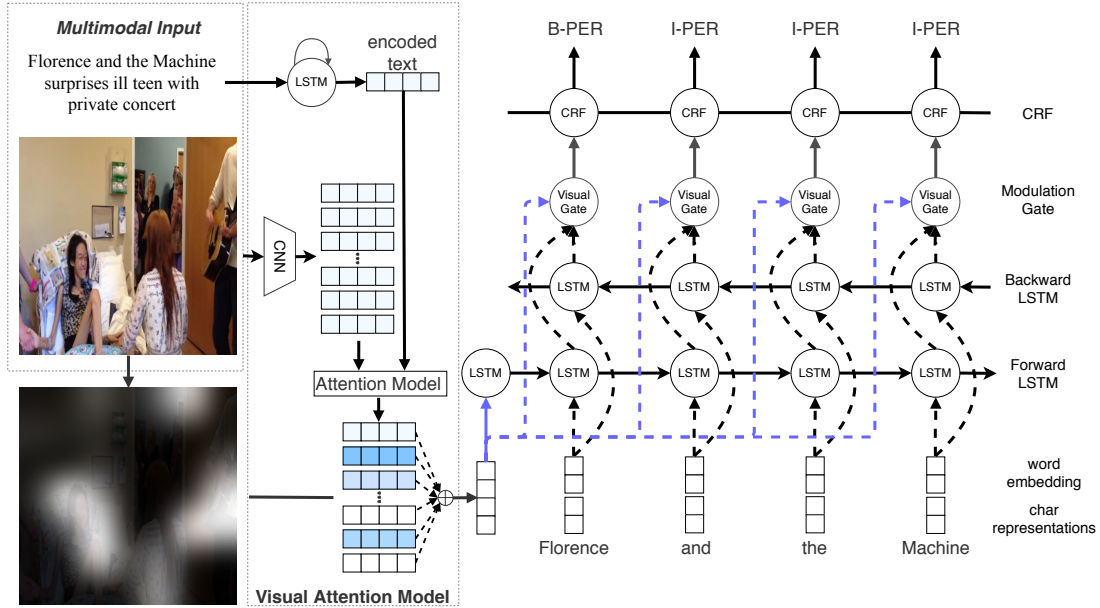 Multimodal Input
Florence and the Machine
surprises ill teen with
private concert
LSTM
encoded
text
CNN
Attention Model
Visual Attention Model
B-PER I-PER I-PER I-PER
CRF CRF CRF CRF CRF
Visual Gate Visual Gate Visual Gate Visual Gate
Modulation
Gate
LSTM LSTM LSTM LSTM
Backward
LSTM
LSTM LSTM LSTM LSTM LSTM
Forward
LSTM
word
embedding
char
representations
Florence and the Machine